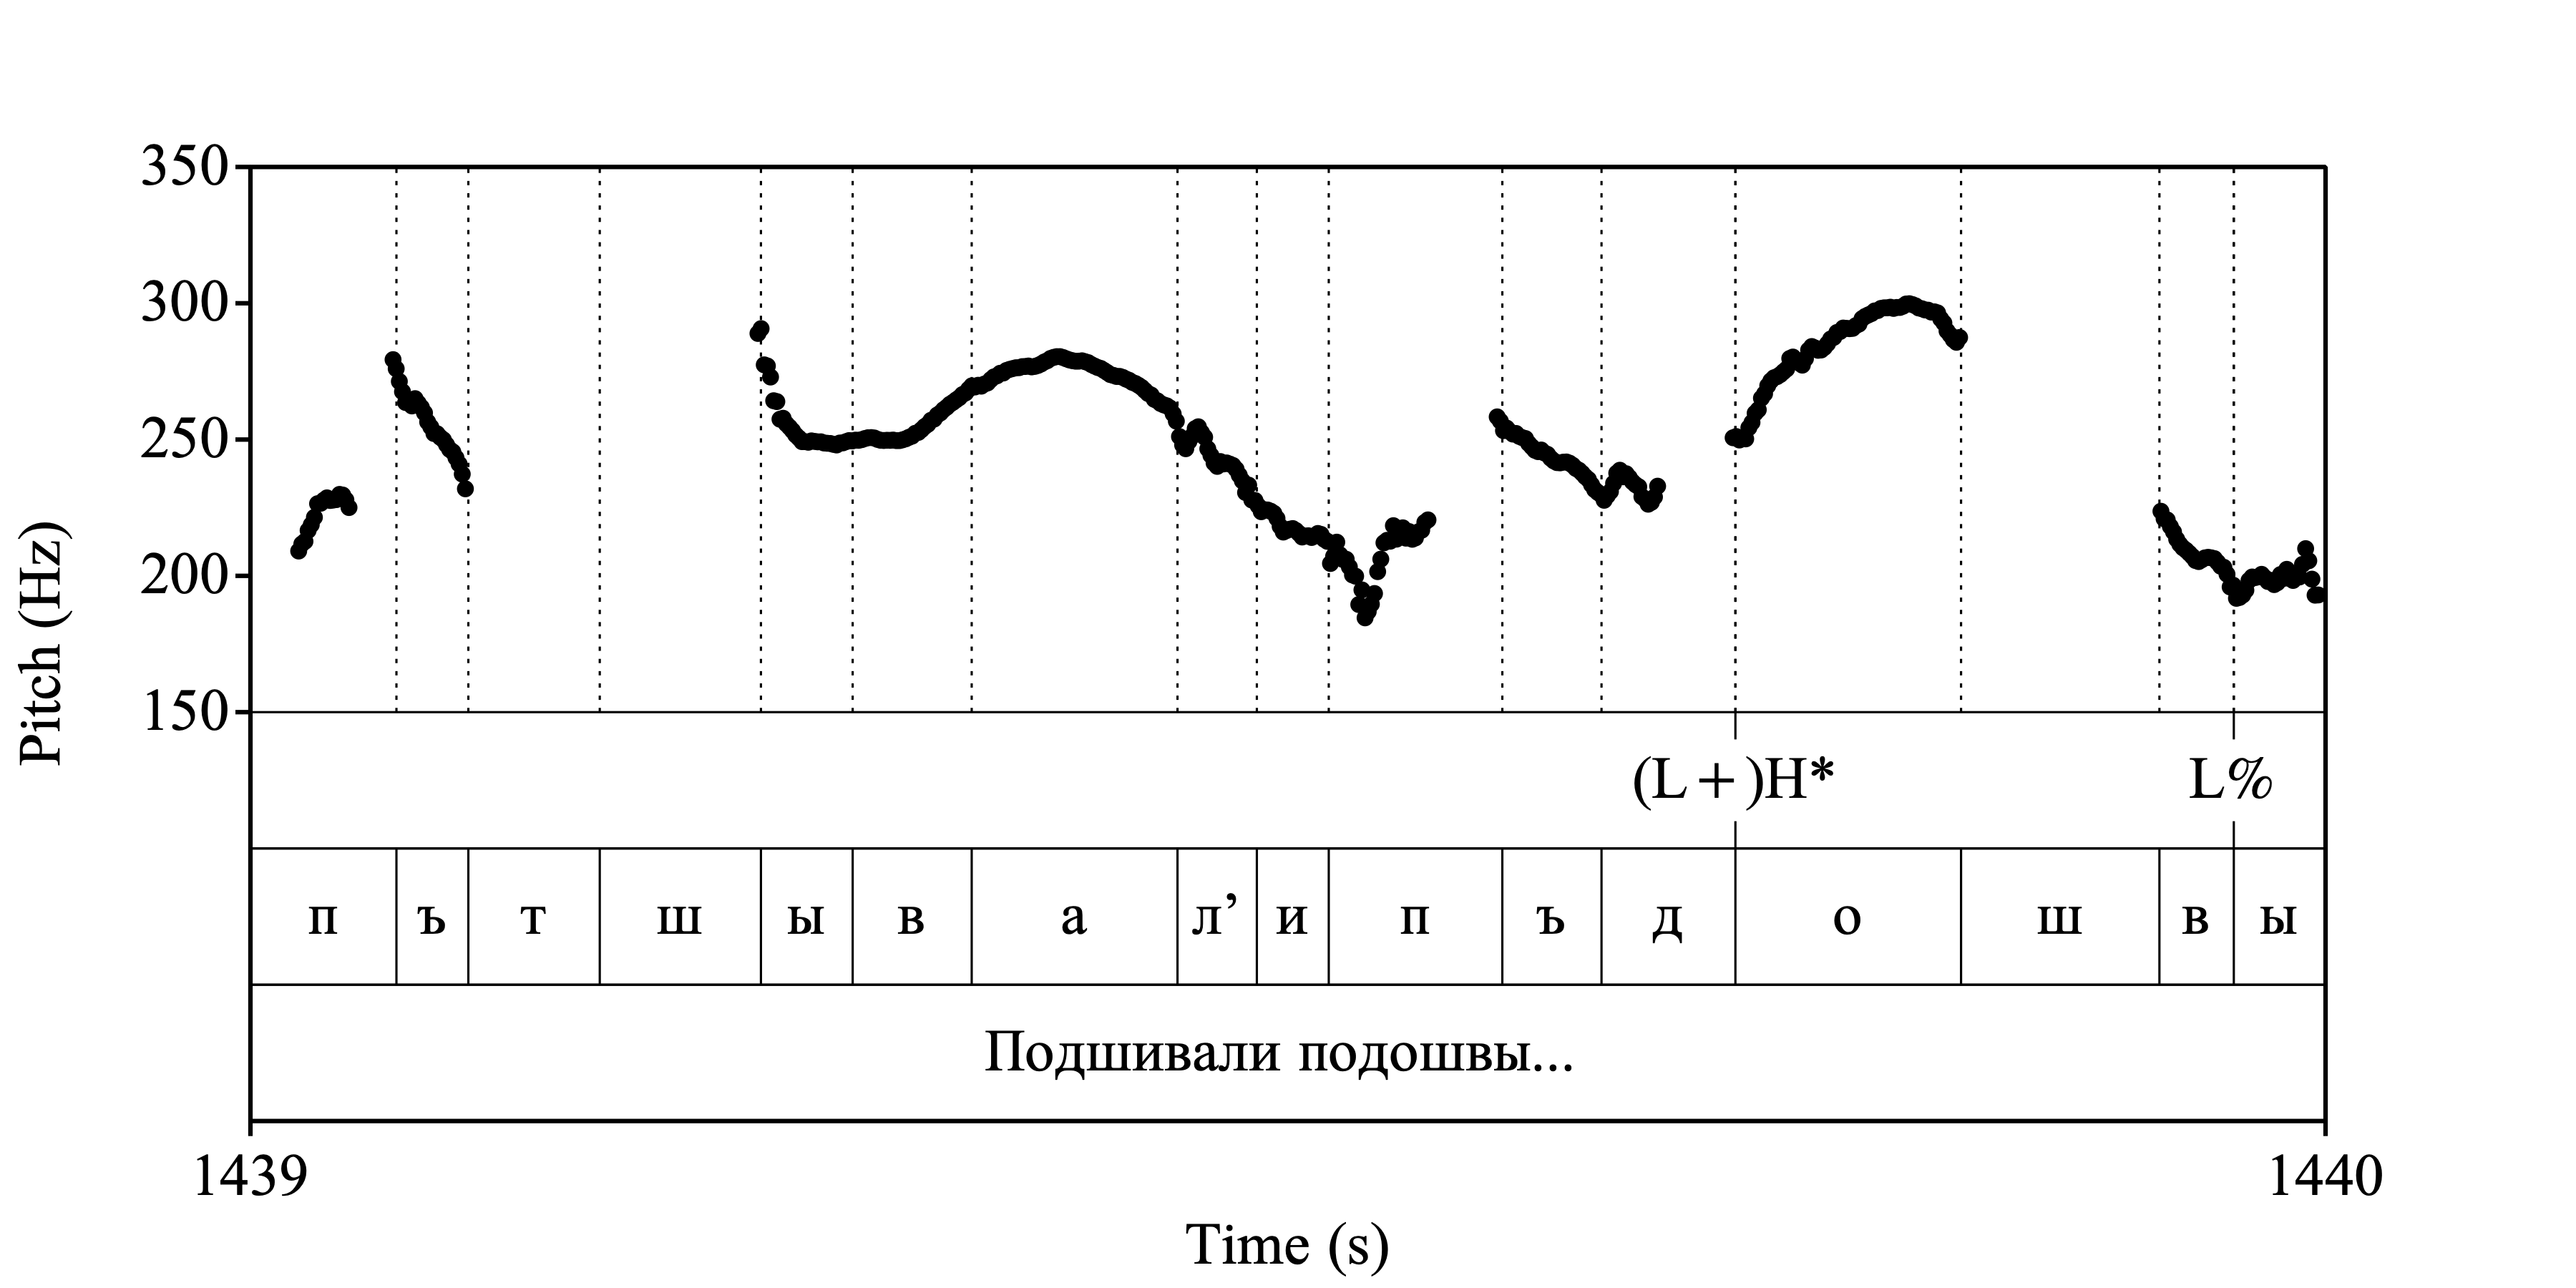 350
300
250
200
150
Pitch (Hz)
(L+)H* L%
п ъ т ш ы в а л’ и п ъ д о ш в ы
Подшивали подошвы...
1439 1440
Time (s)